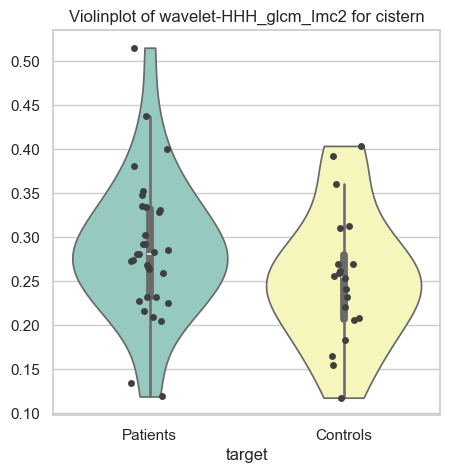 Violinplot of wavelet-HHH_glcm_Imc2 for cistern
0.50
0.45
0.40
0.35
0.30
0.25
0.20
0.15
0.10
Patients
Controls
target